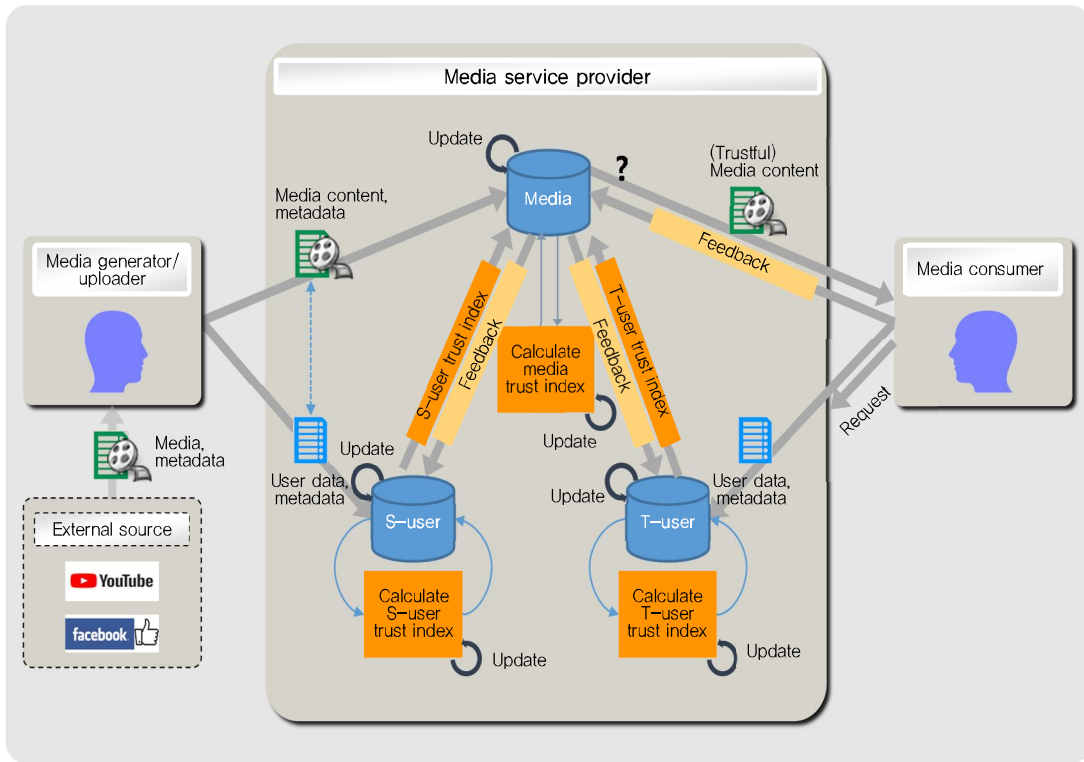 Media service provider
Update
Media
?
(Trustful)
Media content
Media content,
metadata
Feedback
Media generator/
uploader
Media consumer
S-user trust index
Feedback
Calculate
media
trust index
Update
Feedback
T-user trust index
Request
Media,
metadata
User data,
metadata
Update
S-user
Update
T-user
User data,
metadata
External source
YouTube
facebook
Calculate
S-user
trust index
Update
Calculate
T-user
trust index
Update